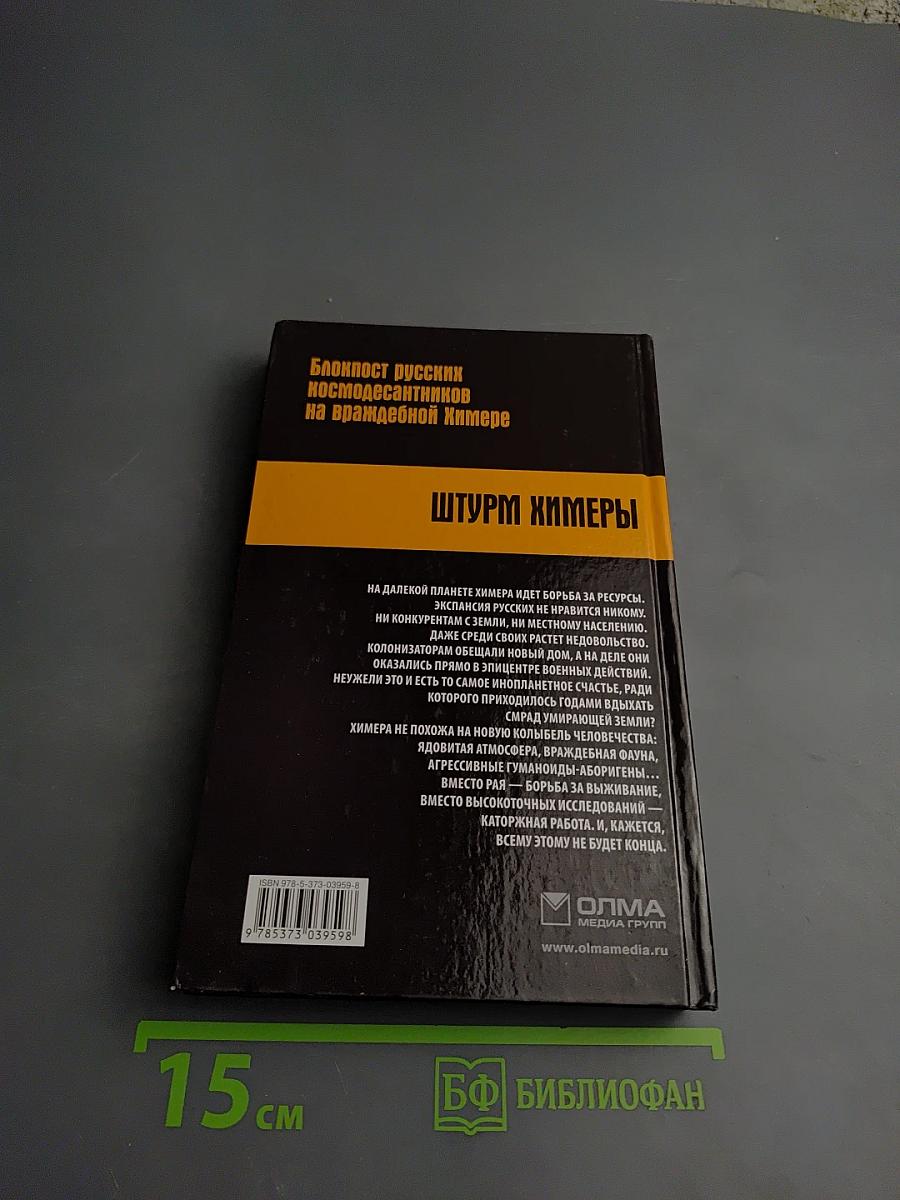 Блокпост русских
космодесантников
на враждебной Химере
ШТУРМ ХИМЕРЫ
НА ДАЛЕКОЙ ПЛАНЕТЕ ХИМЕРА ИДЕТ БОРЬБА ЗА РЕСУРСЫ.
ЭКСПАНСИЯ РУССКИХ НЕ НРАВИТСЯ НИКОМУ.
НИ КОНКУРЕНТАМ С ЗЕМЛИ, НИ МЕСТНОМУ НАСЕЛЕНИЮ.
ДАЖЕ СРЕДИ СВОИХ РАСТЕТ НЕДОВОЛЬСТВО.
КОЛОНИЗАТОРАМ ОБЕЩАЛИ НОВЫЙ ДОМ, А НА ДЕЛЕ ОНИ
ОКАЗАЛИСЬ ПРЯМО В ЭПИЦЕНТРЕ ВОЕННЫХ ДЕЙСТВИЙ.
НЕУЖЕЛИ ЭТО И ЕСТЬ ТО САМОЕ ИНОПЛАНЕТНОЕ СЧАСТЬЕ, РАДИ
КОТОРОГО ПРИХОДИЛОСЬ ГОДАМИ ВДЫХАТЬ
СМРАД УМИРАЮЩЕЙ ЗЕМЛИ?
ХИМЕРА НЕ ПОХОЖА НА НОВУЮ КОЛЫБЕЛЬ ЧЕЛОВЕЧЕСТВА:
ЯДОВИТАЯ АТМОСФЕРА, ВРАЖДЕБНАЯ ФАУНА,
АГРЕССИВНЫЕ ГУМАНОИДЫ-АБОРИГЕНЫ...
ВМЕСТО РАЯ — БОРЬБА ЗА ВЫЖИВАНИЕ,
ВМЕСТО ВЫСОКОТОЧНЫХ ИССЛЕДОВАНИЙ —
КАТОРЖНАЯ РАБОТА. И, КАЖЕТСЯ,
ВСЕМУ ЭТОМУ НЕ БУДЕТ КОНЦА.
ISBN 978-5-373-03959-8
9 785373 039598
ОЛМА
МЕДИА ГРУПП
www.olmamedia.ru
15 см
БФ БИБЛИОФАН